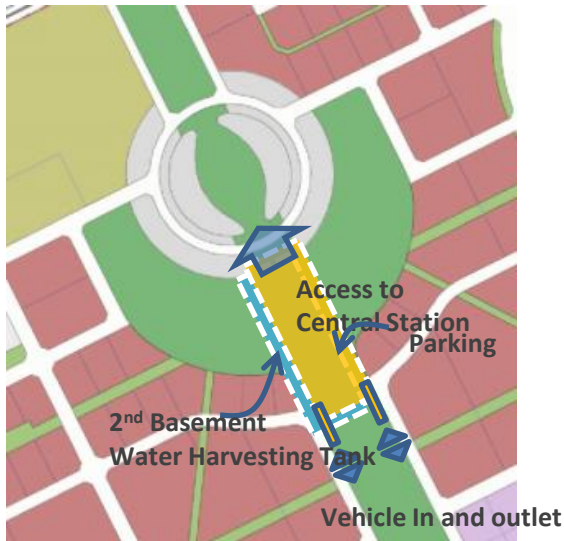 Access to
Central Station
Parking
2nd Basement
Water Harvesting Tank
Vehicle In and outlet